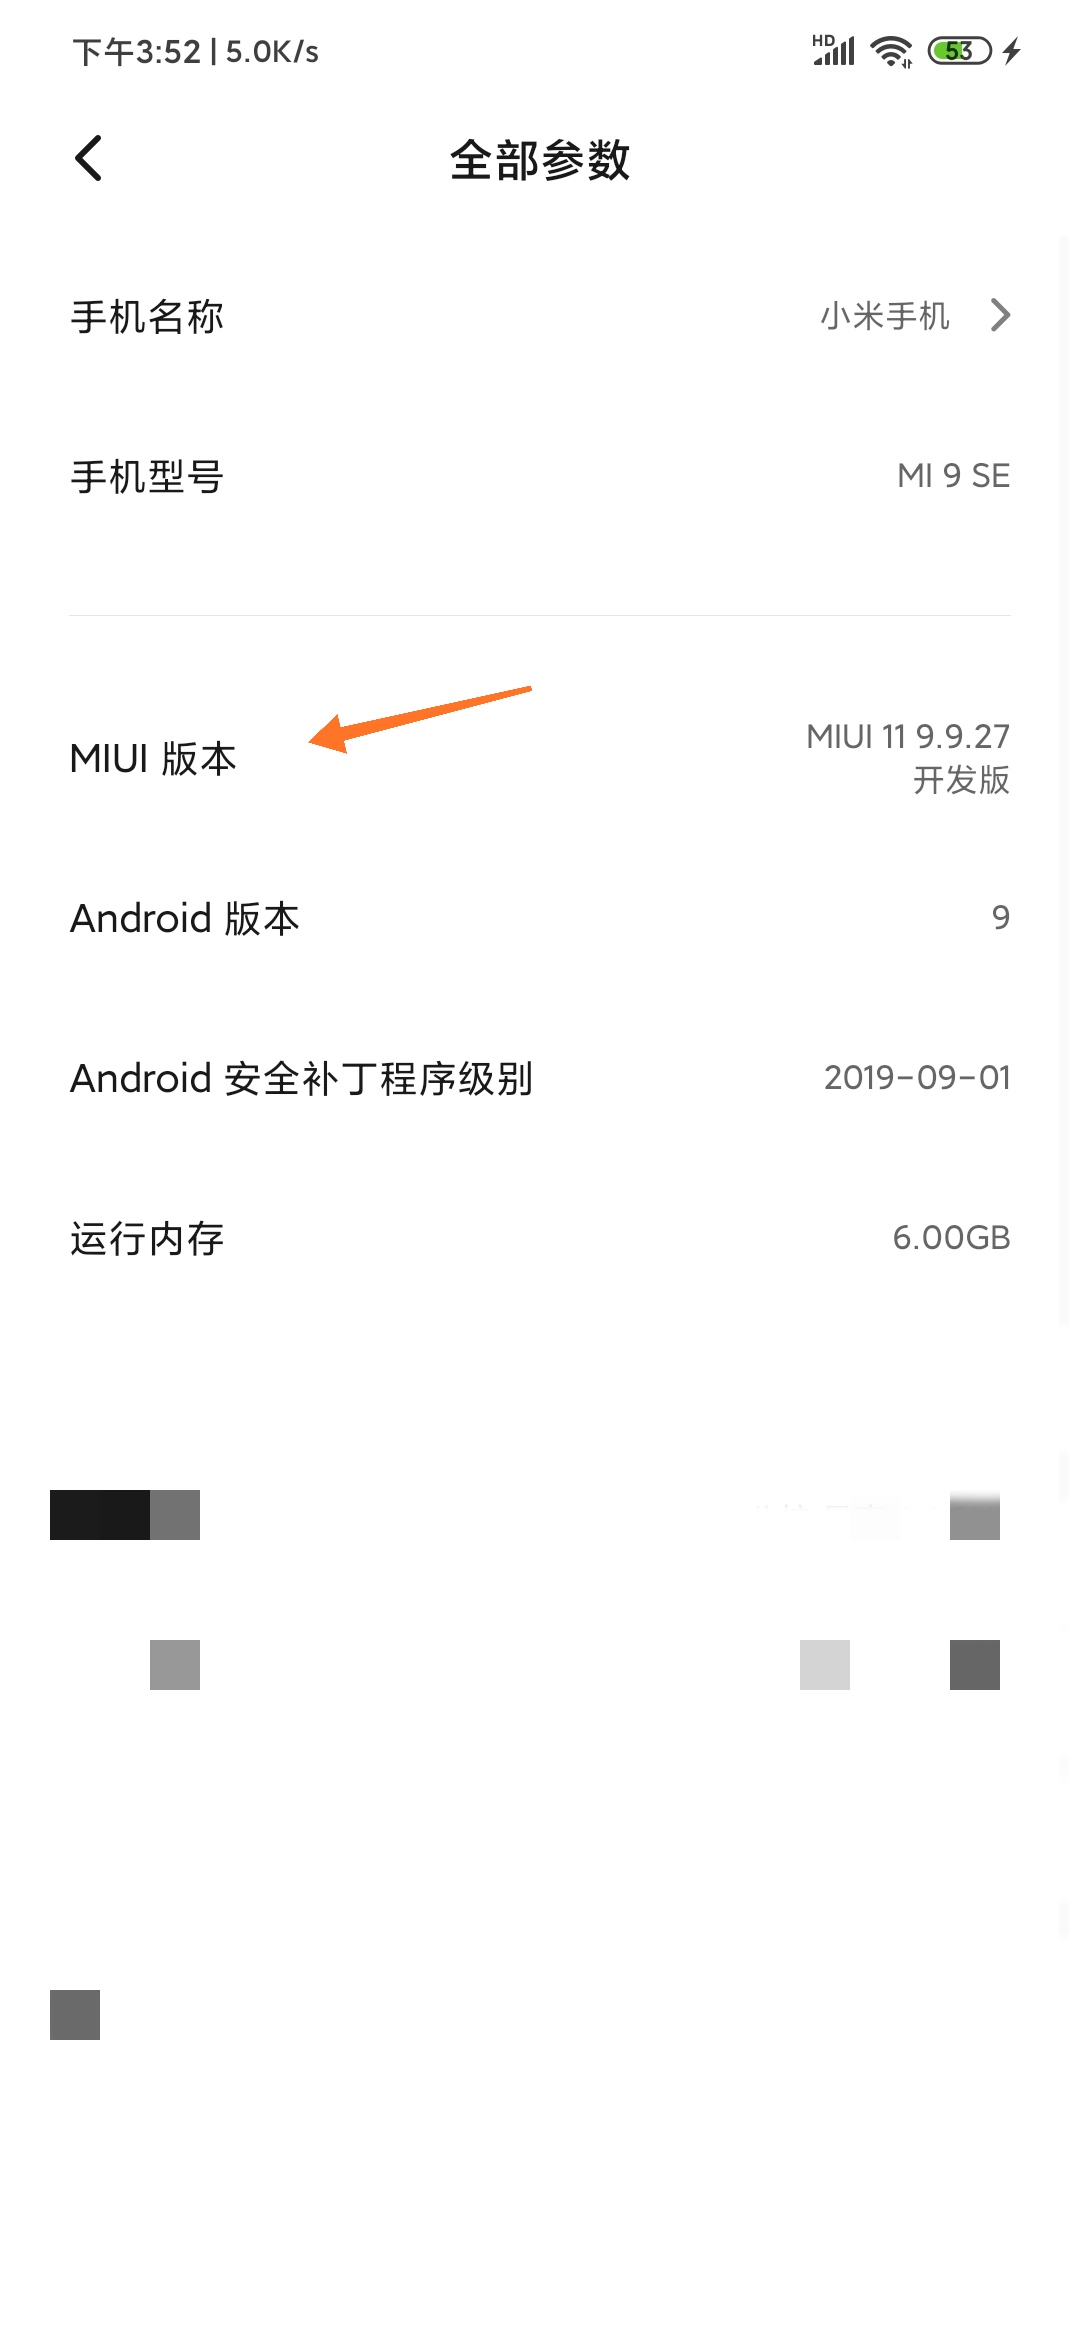 下午3:52 | 5.0K/s
HD
53
全部参数
手机名称
小米手机
手机型号
MI 9 SE
MIUI 版本
MIUI 11 9.9.27
开发版
Android 版本
9
Android 安全补丁程序级别
2019-09-01
运行内存
6.00GB